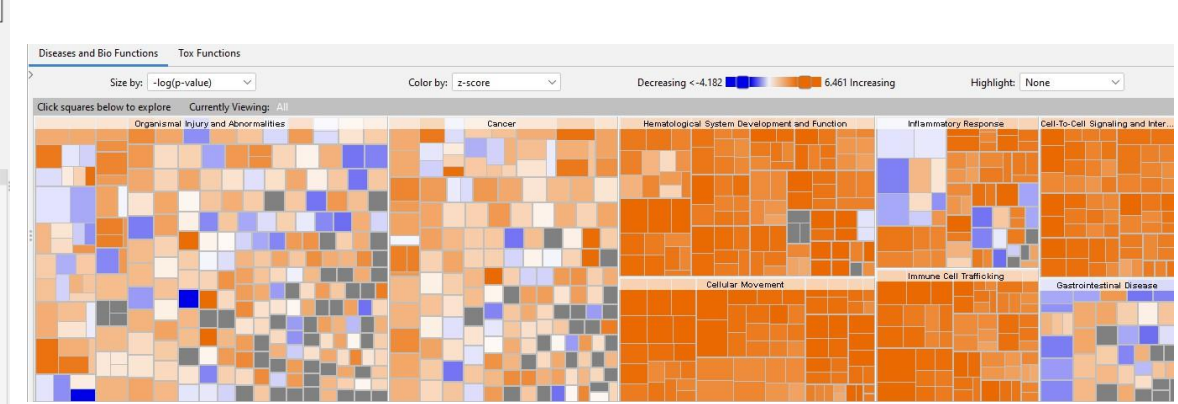 Diseases and Bio Functions Tox Functions
Size by: -log(p-value) Color by: z-score Decreasing <-4.182 6.461 Increasing Highlight: None
Click squares below to explore Currently Viewing: All
Organismal Injury and Abnormalities Cancer Hematological System Development and Function Inflammatory Response Cell-To-Cell Signaling and Inter...
Immune Cell Trafficking
Cellular Movement Gastrointestinal Disease